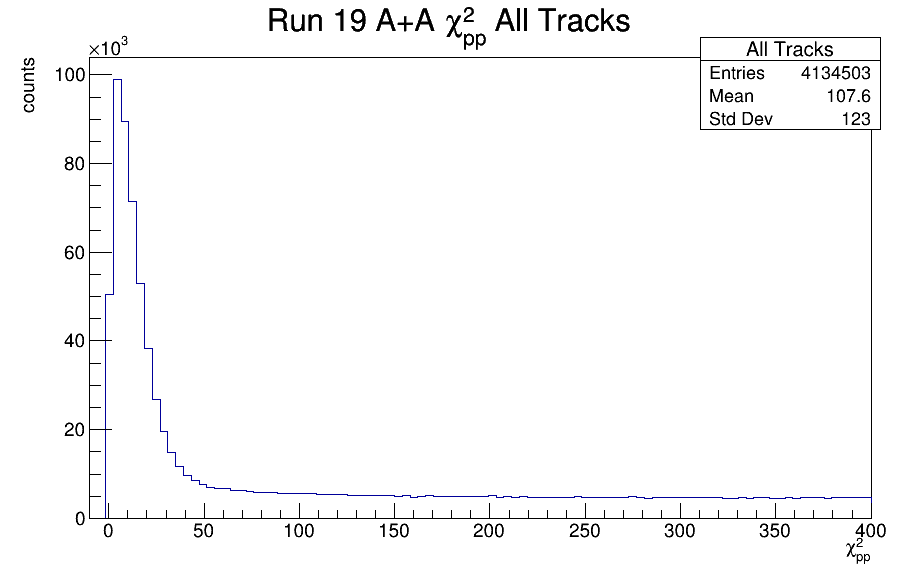 Run 19 A+A χ²pp All Tracks
×10³
counts
All Tracks
Entries 4134503
Mean 107.6
Std Dev 123
100
80
60
40
20
0
0 50 100 150 200 250 300 350 400
χ²pp